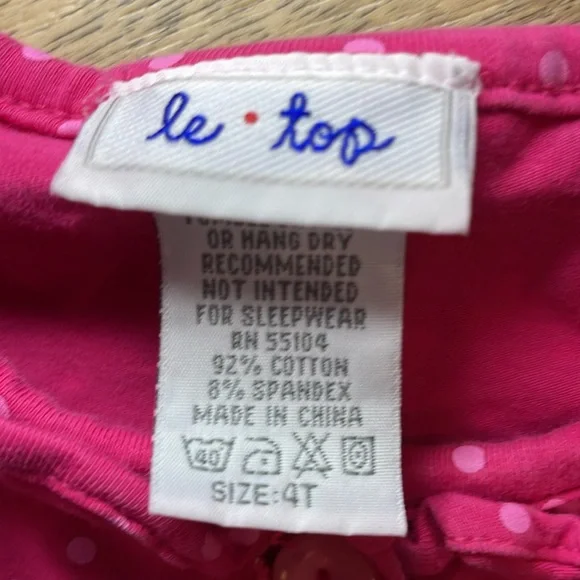 le • top
OR HANG DRY
RECOMMENDED
NOT INTENDED
FOR SLEEPWEAR
RN 55104
92% COTTON
8% SPANDEX
MADE IN CHINA
40
SIZE:4T